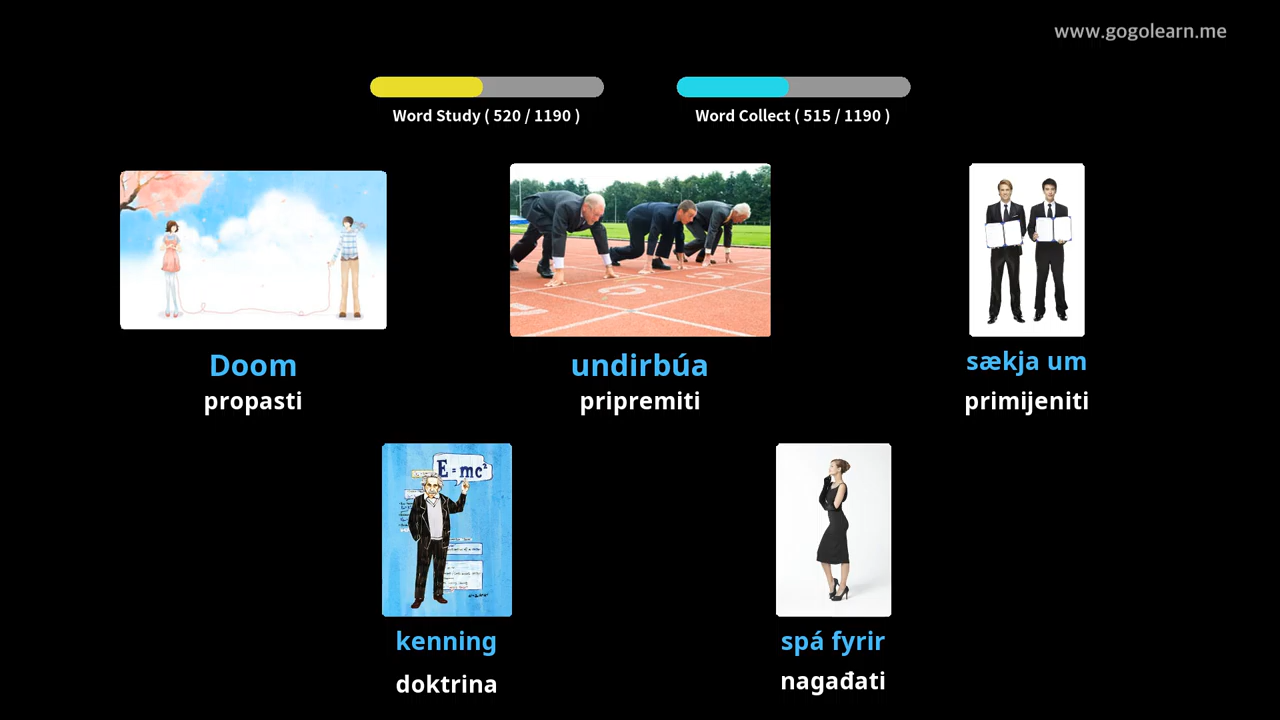 www.gogolearn.me
Word Study ( 520 / 1190 )
Word Collect ( 515 / 1190 )
Doom
propasti
undirbúa
pripremiti
sækja um
primijeniti
E=mc²
kenning
doktrina
spá fyrir
nagađati